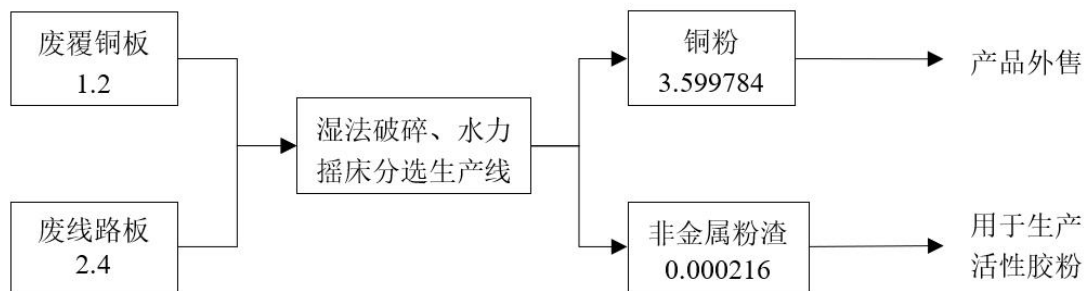 废覆铜板
1.2
废线路板
2.4
湿法破碎、水力
摇床分选生产线
铜粉
3.599784
产品外售
非金属粉渣
0.000216
用于生产
活性胶粉